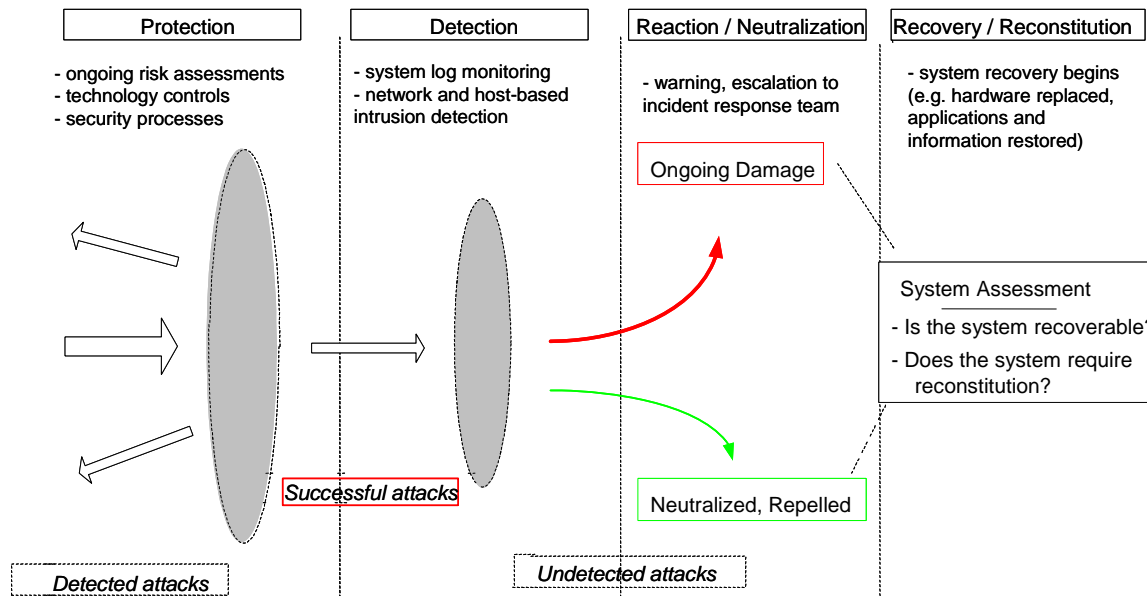 Protection
- ongoing risk assessments
- technology controls
- security processes
Detection
- system log monitoring
- network and host-based
intrusion detection
Reaction / Neutralization
- warning, escalation to
incident response team
Recovery / Reconstitution
- system recovery begins
(e.g. hardware replaced,
applications and
information restored)
Ongoing Damage
System Assessment
- Is the system recoverable?
- Does the system require
reconstitution?
Successful attacks
Neutralized, Repelled
Detected attacks
Undetected attacks